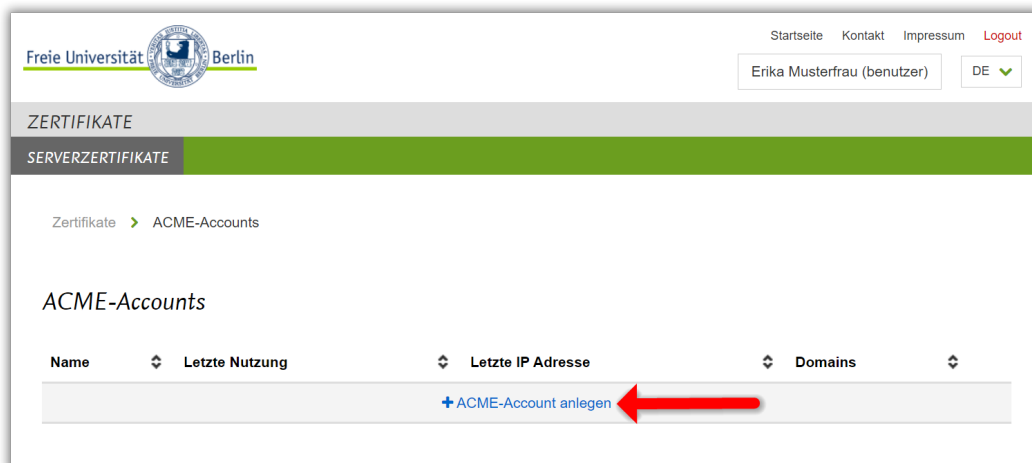 Startseite Kontakt Impressum Logout
Freie Universität Berlin
Erika Musterfrau (benutzer) DE
ZERTIFIKATE
SERVERZERTIFIKATE
Zertifikate ACME-Accounts
ACME-Accounts
Name Letzte Nutzung Letzte IP Adresse Domains
+ ACME-Account anlegen